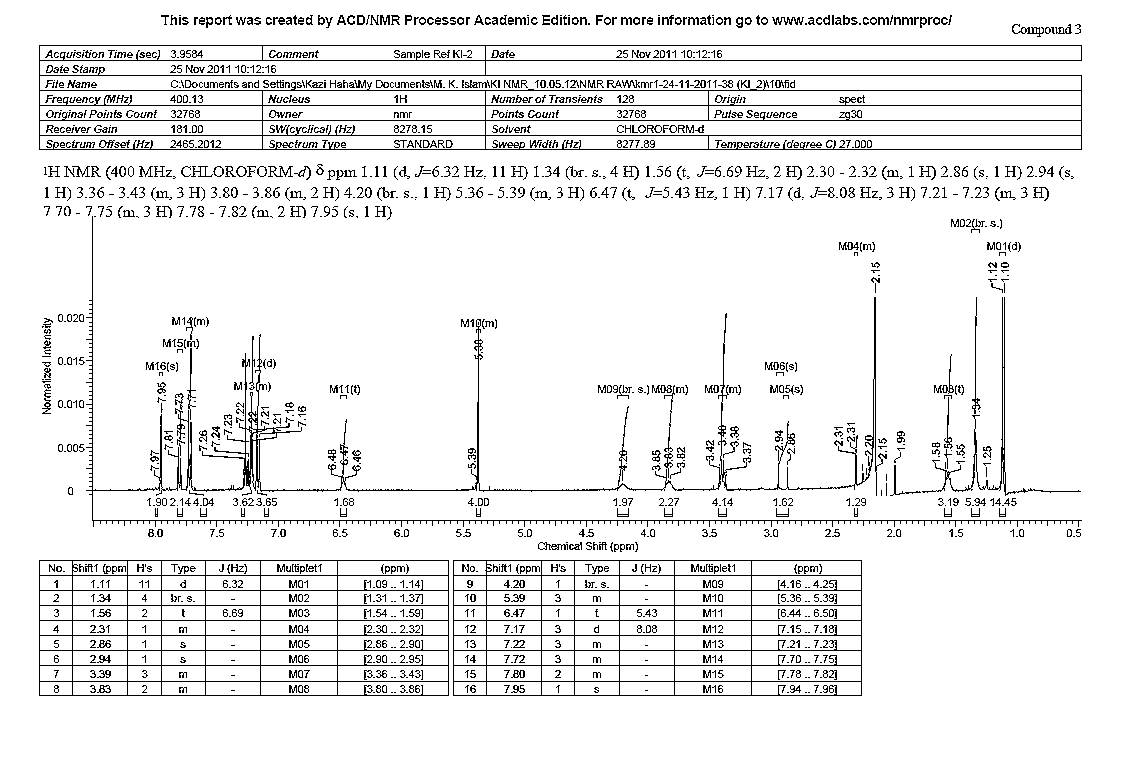 This report was created by ACD/NMR Processor Academic Edition. For more information go to www.acdlabs.com/nmrproc/
Compound 3
Acquisition Time (sec) 3.9584 Comment Sample Ref KI-2 Date 25 Nov 2011 10:12:16
Date Stamp 25 Nov 2011 10:12:16
File Name C:\Documents and Settings\Kazi Haha\My Documents\M. K. Islam\KI NMR_10.05.12\NMR RAW\kmr1-24-11-2011-38 (KI_2)\10\fid
Frequency (MHz) 400.13 Nucleus 1H Number of Transients 128 Origin spect
Original Points Count 32768 Owner nmr Points Count 32768 Pulse Sequence zg30
Receiver Gain 181.00 SW(cyclical) (Hz) 8278.15 Solvent CHLOROFORM-d
Spectrum Offset (Hz) 2465.2012 Spectrum Type STANDARD Sweep Width (Hz) 8277.89 Temperature (degree C) 27.000
1H NMR (400 MHz, CHLOROFORM-d) δ ppm 1.11 (d, J=6.32 Hz, 11 H) 1.34 (br. s., 4 H) 1.56 (t, J=6.69 Hz, 2 H) 2.30 - 2.32 (m, 1 H) 2.86 (s, 1 H) 2.94 (s,
1 H) 3.36 - 3.43 (m, 3 H) 3.80 - 3.86 (m, 2 H) 4.20 (br. s., 1 H) 5.36 - 5.39 (m, 3 H) 6.47 (t, J=5.43 Hz, 1 H) 7.17 (d, J=8.08 Hz, 3 H) 7.21 - 7.23 (m, 3 H)
7.70 - 7.75 (m, 3 H) 7.78 - 7.82 (m, 2 H) 7.95 (s, 1 H)
M02(br. s.)
M04(m) M01(d)
2.15 1.12 1.10
M14(m) M10(m)
M15(m)
M16(s) M12(d) M06(s)
M13(m) M11(t) M09(br. s.) M08(m) M07(m) M05(s) M03(t)
7.97 7.95 7.81 7.79 7.73 7.71 7.26 7.24 7.23 7.22 7.22 7.21 7.21 7.18 7.16 6.48 6.47 6.46 5.39 5.38 4.20 3.85 3.83 3.82 3.42 3.40 3.38 3.37 2.94 2.86 2.31 2.31 2.20 2.15 1.99 1.58 1.56 1.55 1.34 1.25
Normalized Intensity
0.020
0.015
0.010
0.005
0
1.90 2.14 4.04 3.62 3.65 1.68 4.00 1.97 2.27 4.14 1.62 1.29 3.19 5.94 14.45
8.0 7.5 7.0 6.5 6.0 5.5 5.0 4.5 4.0 3.5 3.0 2.5 2.0 1.5 1.0 0.5
Chemical Shift (ppm)
No. Shift1 (ppm H's Type J (Hz) Multiplet1 (ppm) No. Shift1 (ppm H's Type J (Hz) Multiplet1 (ppm)
1 1.11 11 d 6.32 M01 [1.09 .. 1.14] 9 4.20 1 br. s. - M09 [4.16 .. 4.25]
2 1.34 4 br. s. - M02 [1.31 .. 1.37] 10 5.39 3 m - M10 [5.36 .. 5.39]
3 1.56 2 t 6.69 M03 [1.54 .. 1.59] 11 6.47 1 t 5.43 M11 [6.44 .. 6.50]
4 2.31 1 m - M04 [2.30 .. 2.32] 12 7.17 3 d 8.08 M12 [7.15 .. 7.18]
5 2.86 1 s - M05 [2.86 .. 2.90] 13 7.22 3 m - M13 [7.21 .. 7.23]
6 2.94 1 s - M06 [2.90 .. 2.95] 14 7.72 3 m - M14 [7.70 .. 7.75]
7 3.39 3 m - M07 [3.36 .. 3.43] 15 7.80 2 m - M15 [7.78 .. 7.82]
8 3.83 2 m - M08 [3.80 .. 3.86] 16 7.95 1 s - M16 [7.94 .. 7.96]